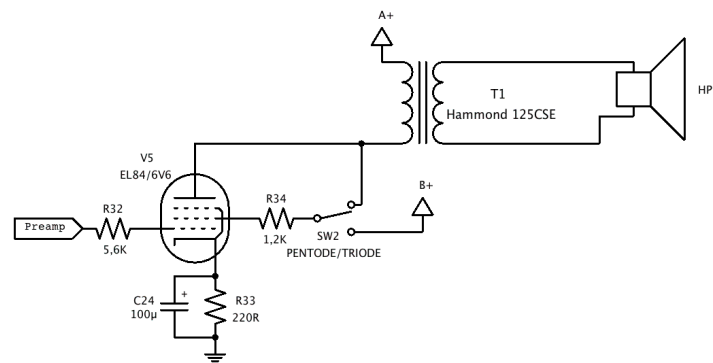 A+
T1
Hammond 125CSE
HP
V5
EL84/6V6
B+
R32
R34
Preamp
5,6K
1,2K
SW2
PENTODE/TRIODE
C24
100µ
+
R33
220R